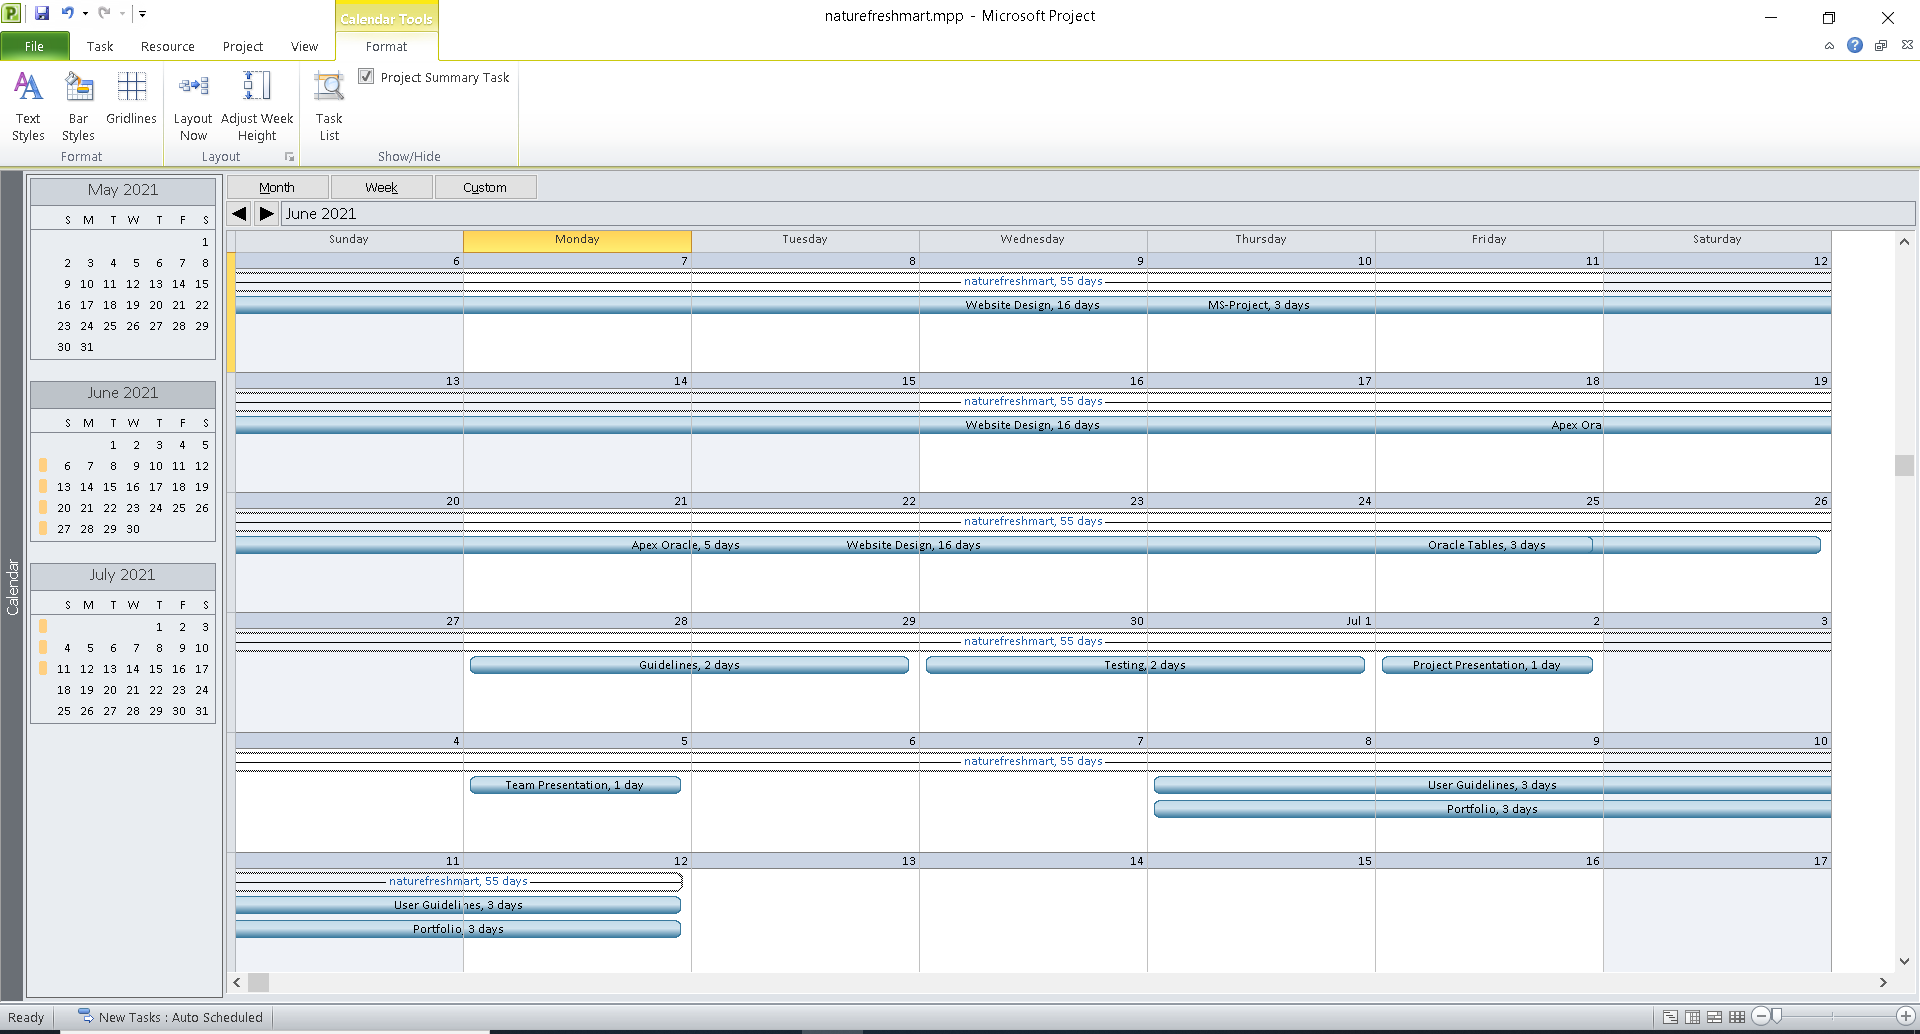 naturefreshmart.mpp - Microsoft Project
Calendar Tools
File Task Resource Project View Format
Text Styles
Bar Styles
Gridlines
Layout Now
Adjust Week Height
Task List
Project Summary Task
Format Layout Show/Hide
Calendar
May 2021
S M T W T F S
1
2 3 4 5 6 7 8
9 10 11 12 13 14 15
16 17 18 19 20 21 22
23 24 25 26 27 28 29
30 31
June 2021
S M T W T F S
1 2 3 4 5
6 7 8 9 10 11 12
13 14 15 16 17 18 19
20 21 22 23 24 25 26
27 28 29 30
July 2021
S M T W T F S
1 2 3
4 5 6 7 8 9 10
11 12 13 14 15 16 17
18 19 20 21 22 23 24
25 26 27 28 29 30 31
Month Week Custom
June 2021
Sunday Monday Tuesday Wednesday Thursday Friday Saturday
6 7 8 9 10 11 12
naturefreshmart, 55 days
Website Design, 16 days MS-Project, 3 days
13 14 15 16 17 18 19
naturefreshmart, 55 days
Website Design, 16 days Apex Ora
20 21 22 23 24 25 26
naturefreshmart, 55 days
Apex Oracle, 5 days Website Design, 16 days Oracle Tables, 3 days
27 28 29 30 Jul 1 2 3
naturefreshmart, 55 days
Guidelines, 2 days Testing, 2 days Project Presentation, 1 day
4 5 6 7 8 9 10
naturefreshmart, 55 days
Team Presentation, 1 day User Guidelines, 3 days
Portfolio, 3 days
11 12 13 14 15 16 17
naturefreshmart, 55 days
User Guidelines, 3 days
Portfolio, 3 days
Ready New Tasks : Auto Scheduled